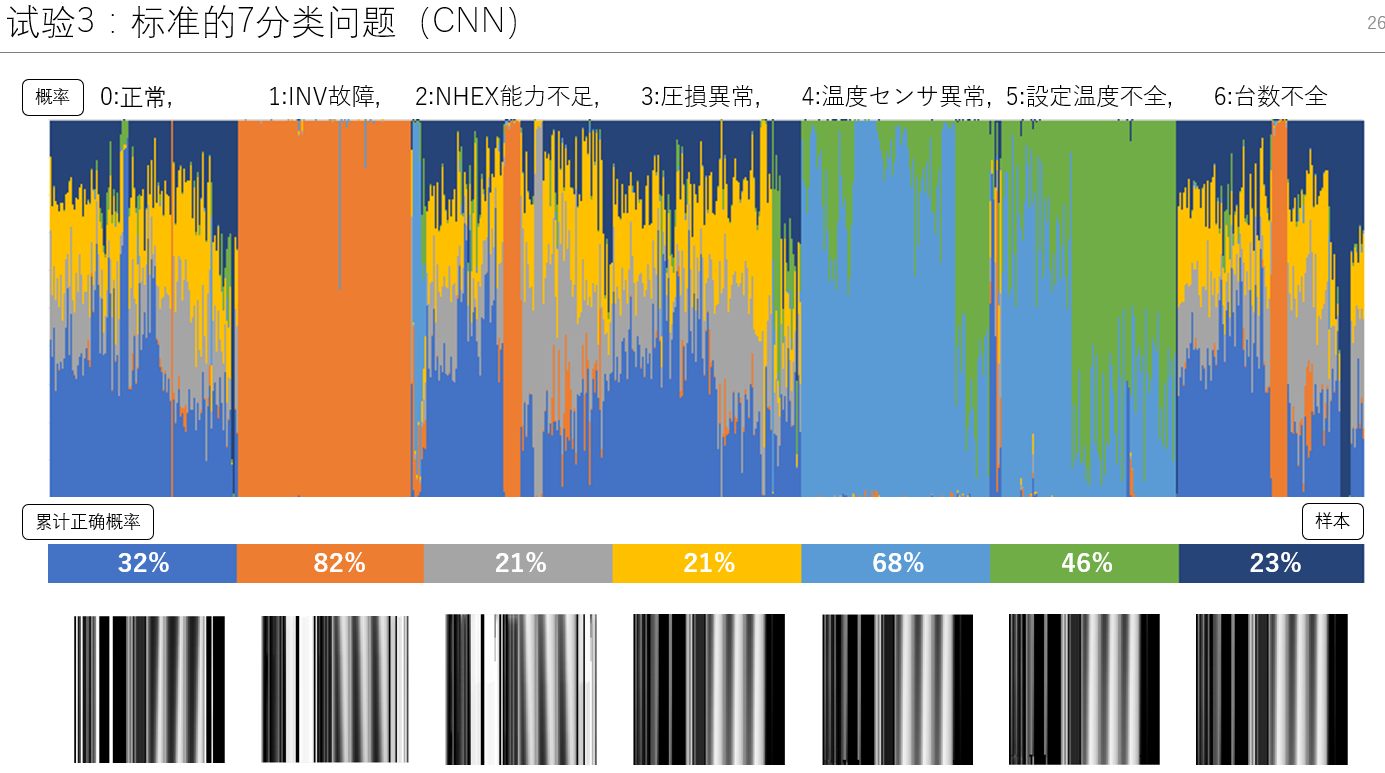 试验3：标准的7分类问题（CNN）
26
概率 0:正常, 1:INV故障, 2:NHEX能力不足, 3:圧損異常, 4:温度センサ異常, 5:設定温度不全, 6:台数不全
累计正确概率
样本
32% 82% 21% 21% 68% 46% 23%